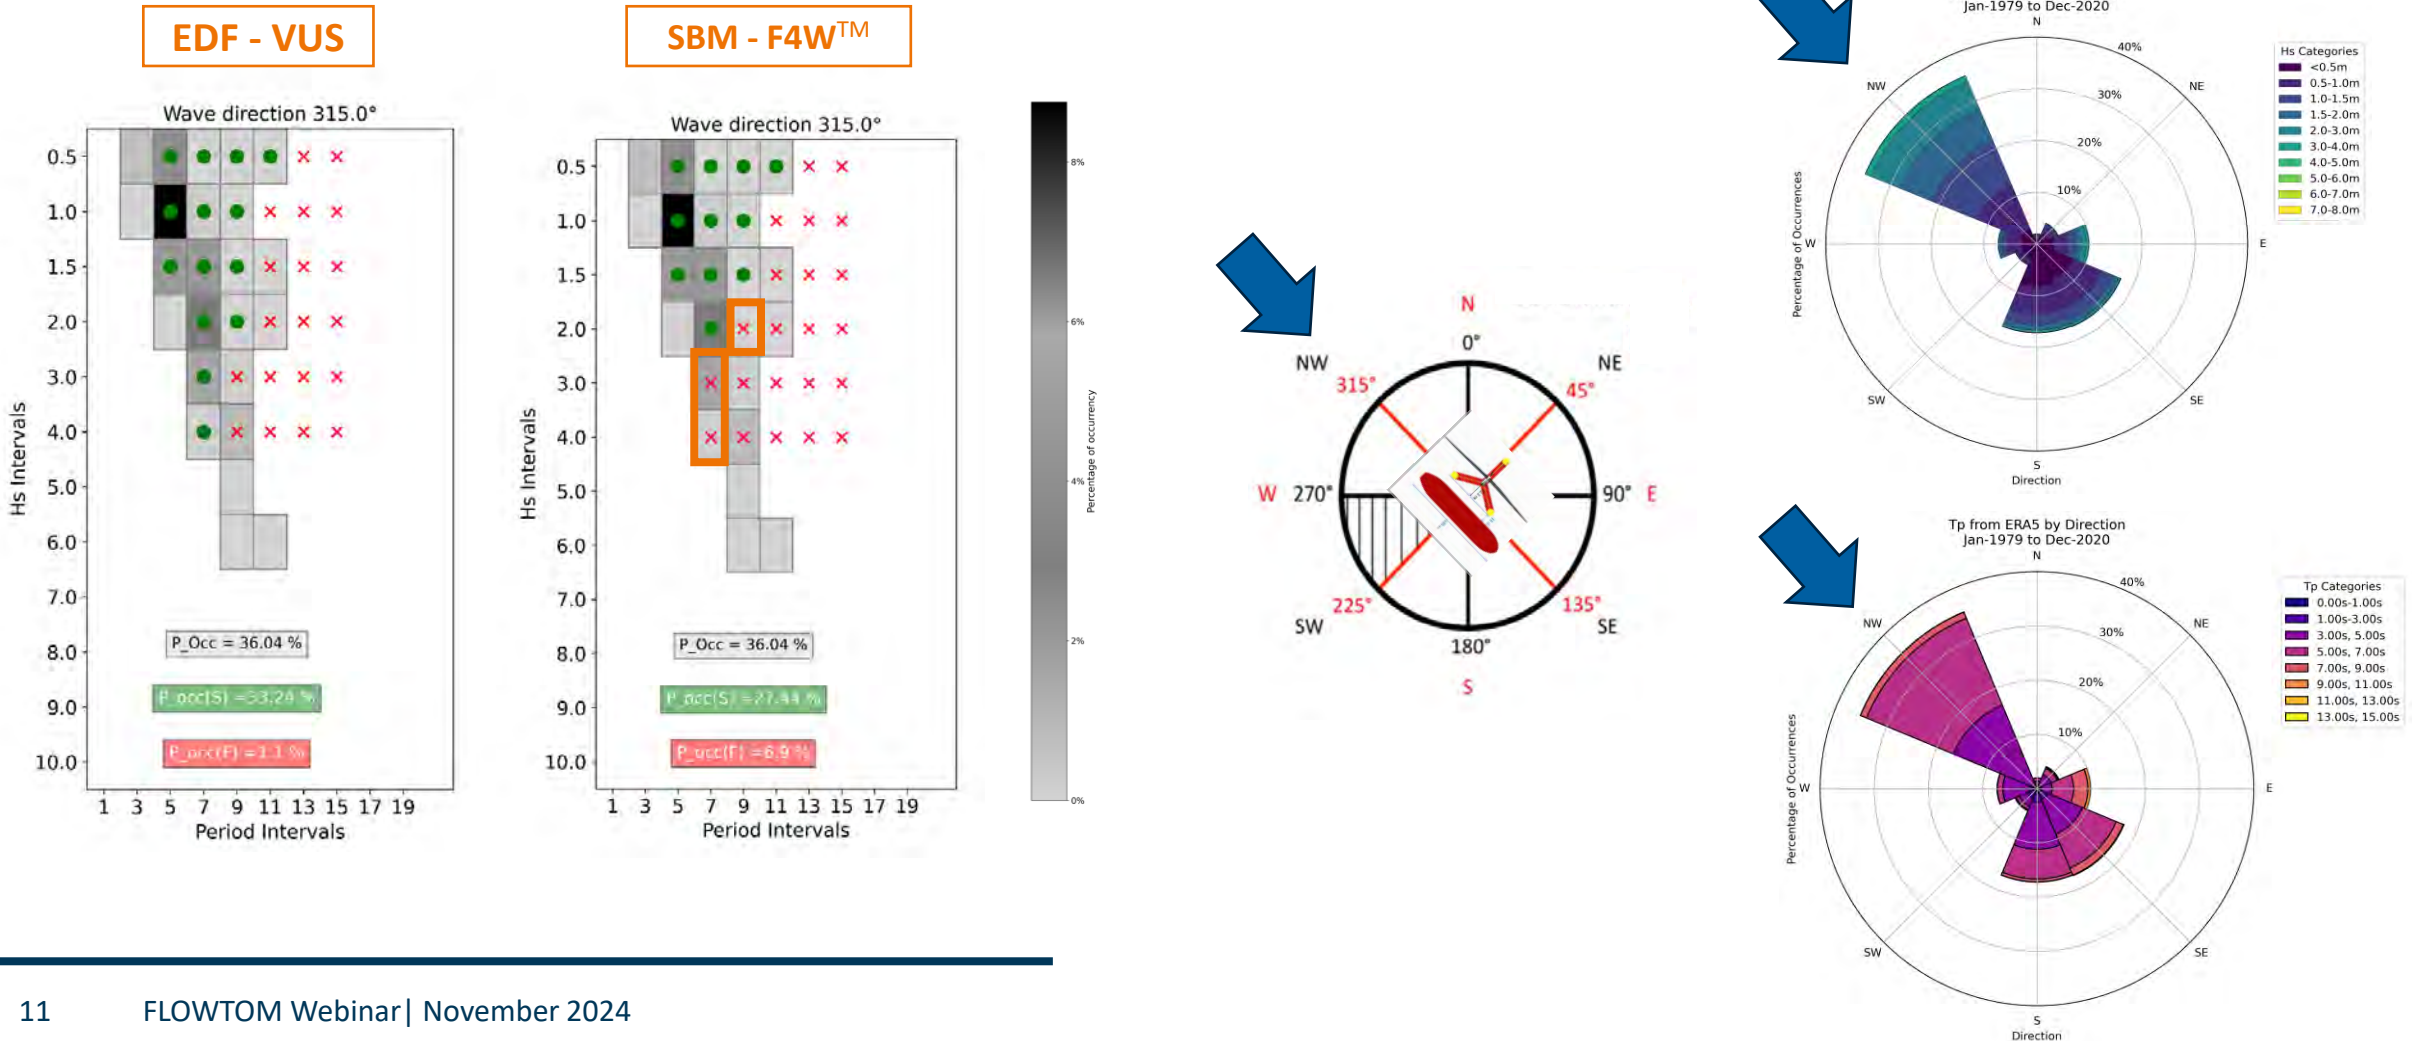 EDF - VUS
SBM - F4W™
Wave direction 315.0°
0.5
1.0
1.5
2.0
3.0
4.0
5.0
6.0
7.0
8.0
9.0
10.0
Hs Intervals
P_Occ = 36.04 %
P_occ(S) =33.24 %
P_occ(F) =1.1 %
1 3 5 7 9 11 13 15 17 19
Period Intervals
Wave direction 315.0°
0.5
1.0
1.5
2.0
3.0
4.0
5.0
6.0
7.0
8.0
9.0
10.0
Hs Intervals
P_Occ = 36.04 %
P_occ(S) =27.44 %
P_occ(F) =6.9 %
1 3 5 7 9 11 13 15 17 19
Period Intervals
8%
6%
4%
2%
0%
Percentage of occurrency
N
0°
NW
NE
315°
45°
W 270°
90° E
225°
135°
SW
SE
180°
S
Jan-1979 to Dec-2020
N
40%
NW
NE
30%
20%
10%
W
E
SW
SE
S
Direction
Percentage of Occurrences
Hs Categories
<0.5m
0.5-1.0m
1.0-1.5m
1.5-2.0m
2.0-3.0m
3.0-4.0m
4.0-5.0m
5.0-6.0m
6.0-7.0m
7.0-8.0m
Tp from ERA5 by Direction
Jan-1979 to Dec-2020
N
40%
NW
NE
30%
20%
10%
W
E
SW
SE
S
Direction
Percentage of Occurrences
Tp Categories
0.00s-1.00s
1.00s-3.00s
3.00s, 5.00s
5.00s, 7.00s
7.00s, 9.00s
9.00s, 11.00s
11.00s, 13.00s
13.00s, 15.00s
11 FLOWTOM Webinar| November 2024